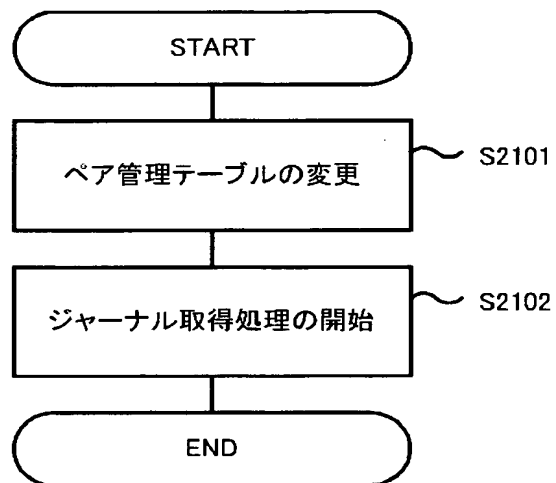 START
ペア管理テーブルの変更
S2101
ジャーナル取得処理の開始
S2102
END